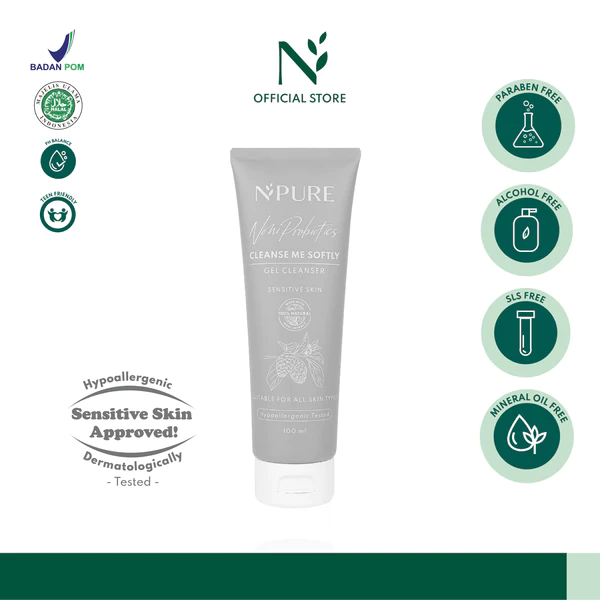 BADAN POM
MAJELIS ULAMA
HALAL
INDONESIA
PH BALANCE
TEEN FRIENDLY
N
OFFICIAL STORE
PARABEN FREE
ALCOHOL FREE
SLS FREE
MINERAL OIL FREE
NPURE
Noni Probiotics
CLEANSE ME SOFTLY
GEL CLEANSER
SENSITIVE SKIN
100% NATURAL
SUITABLE FOR ALL SKIN TYPES
Hypoallergenic Tested
100 ml
Hypoallergenic
Sensitive Skin
Approved!
Dermatologically
- Tested -